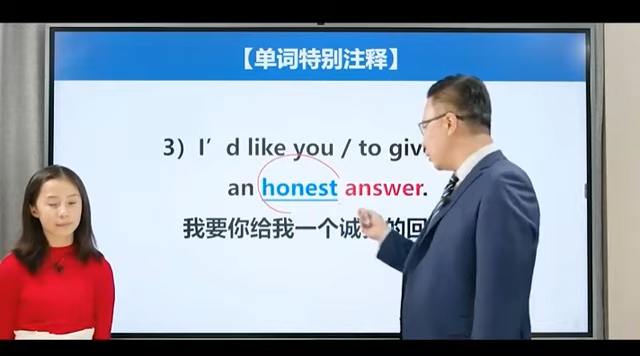 【单词特别注释】
3）I'd like you / to giv
an honest answer.
我要你给我一个诚 的回